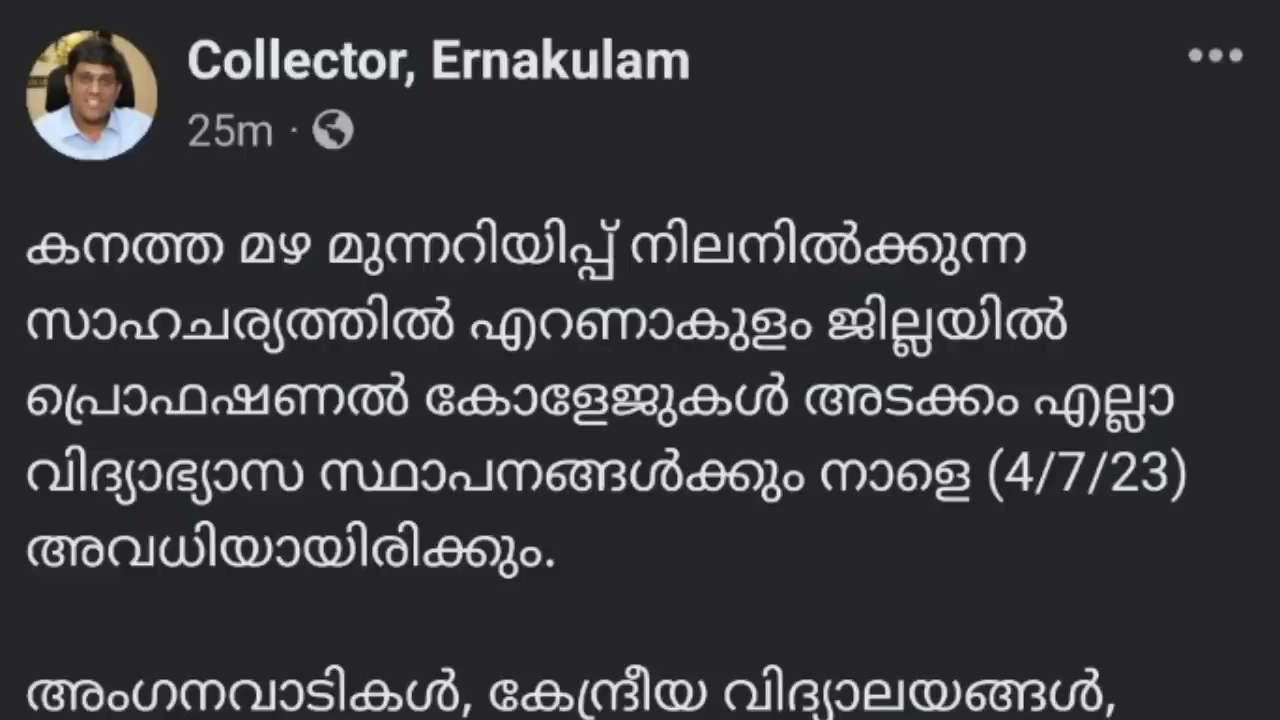 Collector, Ernakulam
25m ·
കനത്ത മഴ മുന്നറിയിപ്പ് നിലനിൽക്കുന്ന
സാഹചര്യത്തിൽ എറണാകുളം ജില്ലയിൽ
പ്രൊഫഷണൽ കോളേജുകൾ അടക്കം എല്ലാ
വിദ്യാഭ്യാസ സ്ഥാപനങ്ങൾക്കും നാളെ (4/7/23)
അവധിയായിരിക്കും.
അംഗനവാടികൾ, കേന്ദ്രീയ വിദ്യാലയങ്ങൾ,